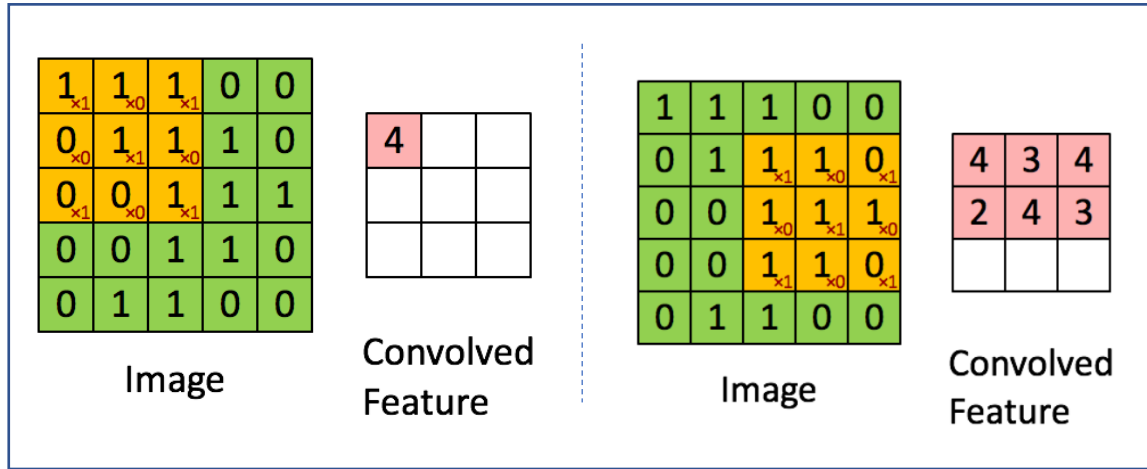 1×1 1×0 1×1 0 0
0×0 1×1 1×0 1 0
0×1 0×0 1×1 1 1
0 0 1 1 0
0 1 1 0 0
Image
4
Convolved
Feature
1 1 1 0 0
0 1 1×1 1×0 0×1
0 0 1×0 1×1 1×0
0 0 1×1 1×0 0×1
0 1 1 0 0
Image
4 3 4
2 4 3
Convolved
Feature